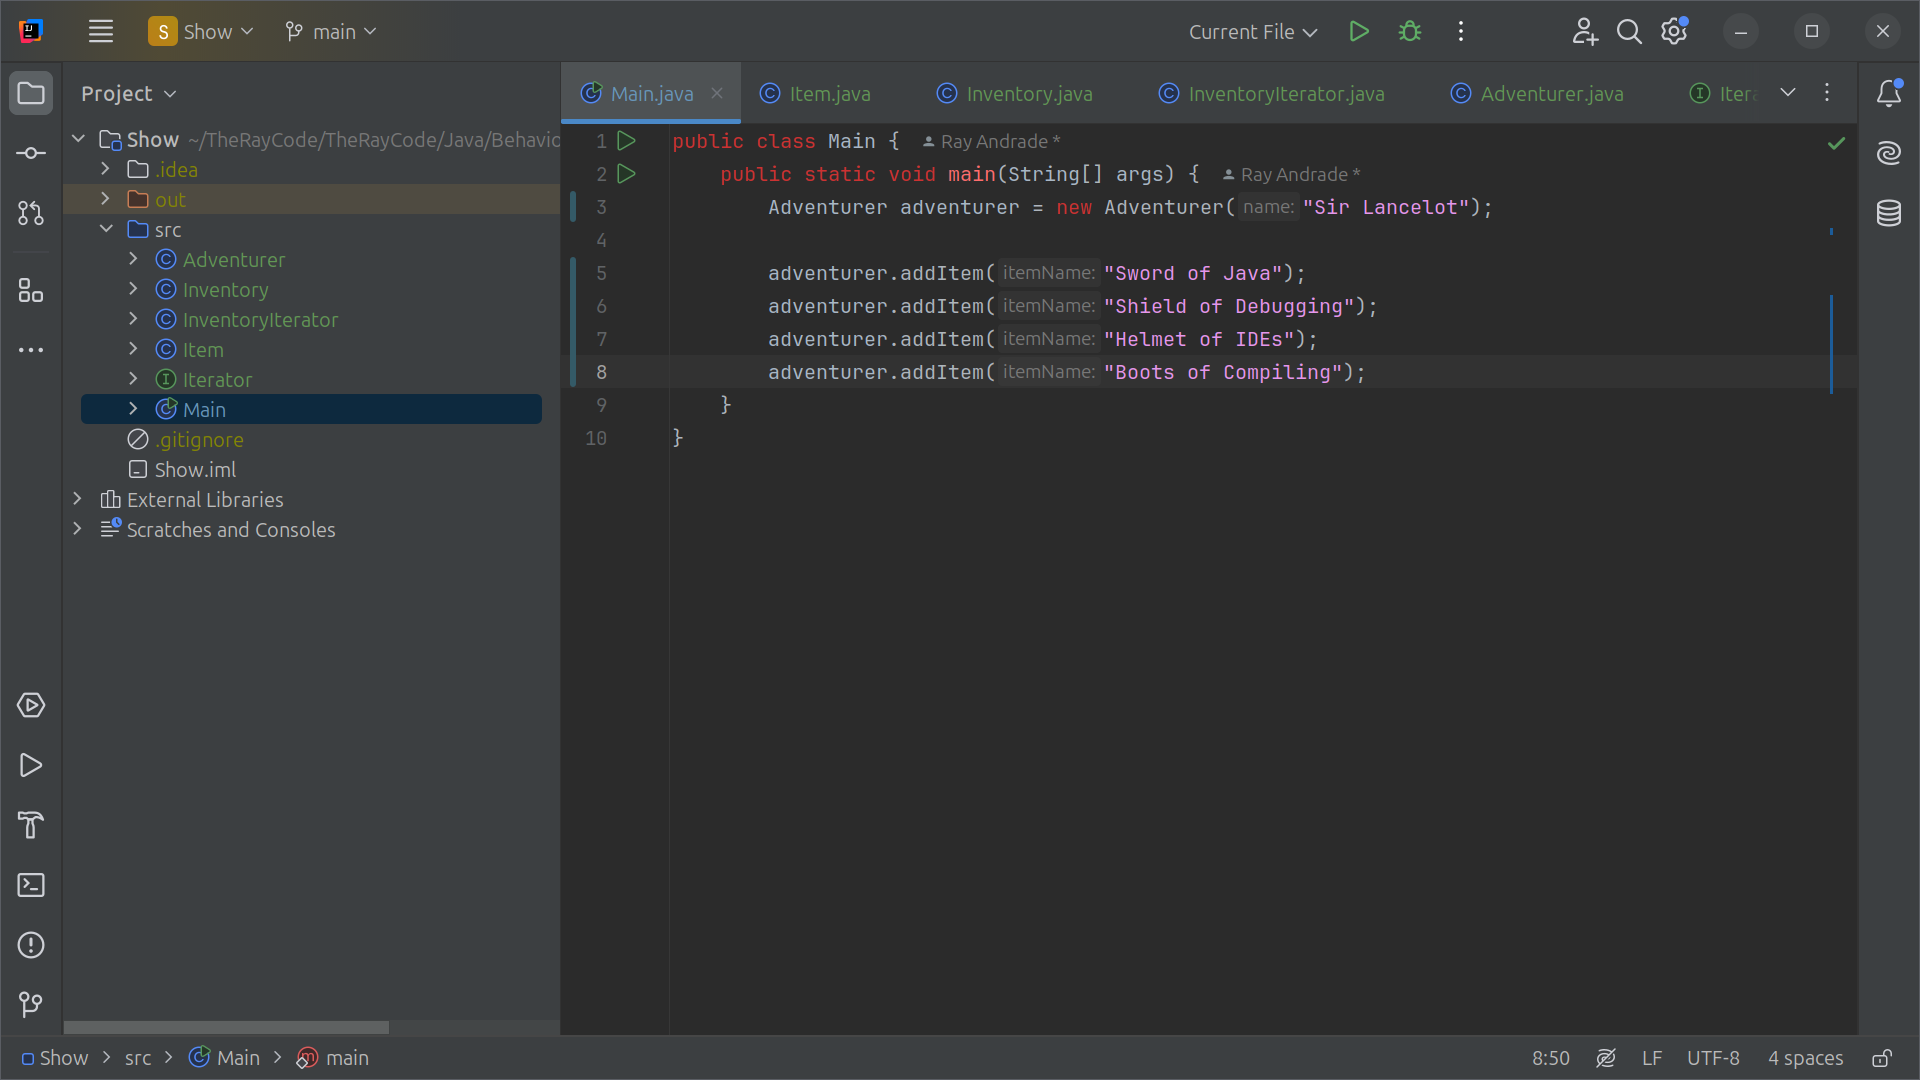 S Show main Current File
Project
Main.java Item.java Inventory.java InventoryIterator.java Adventurer.java Itera
Show ~/TheRayCode/TheRayCode/Java/Behavio
.idea
out
src
Adventurer
Inventory
InventoryIterator
Item
Iterator
Main
.gitignore
Show.iml
External Libraries
Scratches and Consoles
1 public class Main { Ray Andrade *
2 public static void main(String[] args) { Ray Andrade *
3 Adventurer adventurer = new Adventurer( name: "Sir Lancelot");
4
5 adventurer.addItem( itemName: "Sword of Java");
6 adventurer.addItem( itemName: "Shield of Debugging");
7 adventurer.addItem( itemName: "Helmet of IDEs");
8 adventurer.addItem( itemName: "Boots of Compiling");
9 }
10 }
Show > src > Main > main 8:50 LF UTF-8 4 spaces